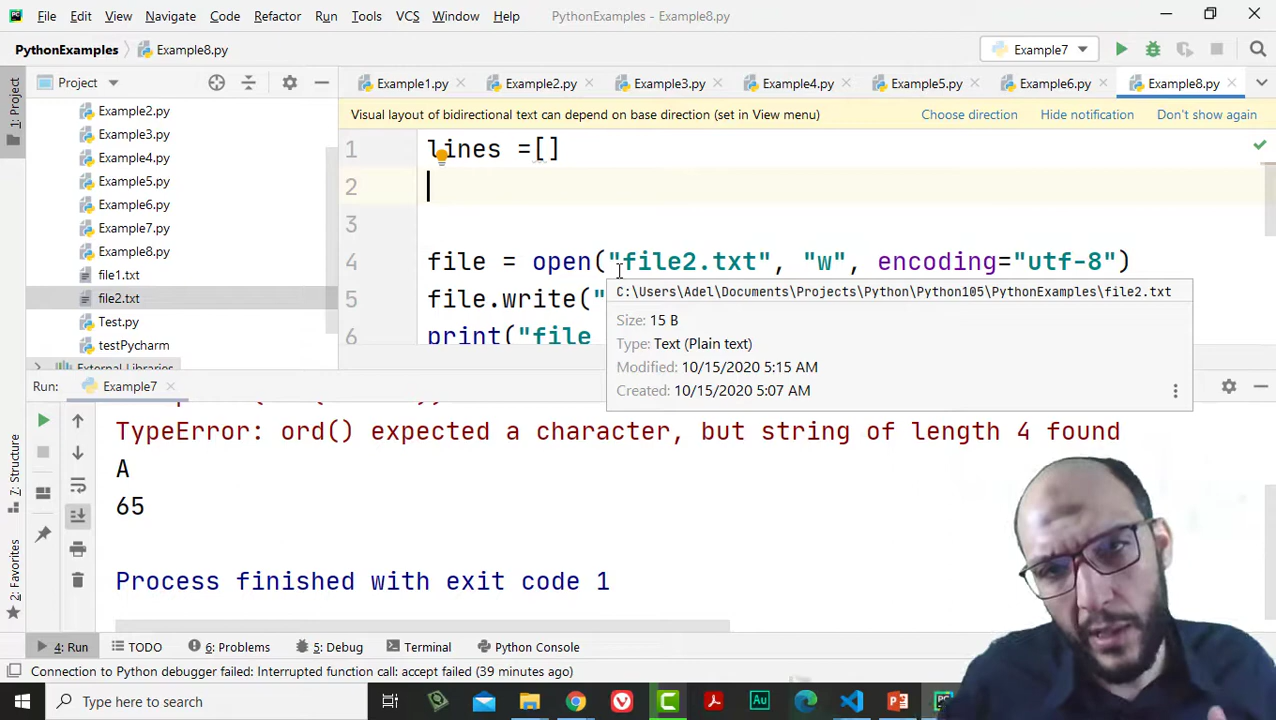 File Edit View Navigate Code Refactor Run Tools VCS Window Help PythonExamples - Example8.py
PythonExamples Example8.py Example7
Project Example1.py Example2.py Example3.py Example4.py Example5.py Example6.py Example8.py
1: Project
Visual layout of bidirectional text can depend on base direction (set in View menu) Choose direction Hide notification Don't show again
Example2.py
Example3.py
Example4.py
Example5.py
Example6.py
Example7.py
Example8.py
file1.txt
file2.txt
Test.py
testPycharm
External Libraries
1 lines =[]
2
3
4 file = open("file2.txt", "w", encoding="utf-8")
5 file.write("
6 print("file
C:\Users\Adel\Documents\Projects\Python\Python105\PythonExamples\file2.txt
Size: 15 B
Type: Text (Plain text)
Modified: 10/15/2020 5:15 AM
Created: 10/15/2020 5:07 AM
Run: Example7
TypeError: ord() expected a character, but string of length 4 found
A
65
Process finished with exit code 1
7: Structure
2: Favorites
4: Run TODO 6: Problems 5: Debug Terminal Python Console
Connection to Python debugger failed: Interrupted function call: accept failed (39 minutes ago)
Type here to search